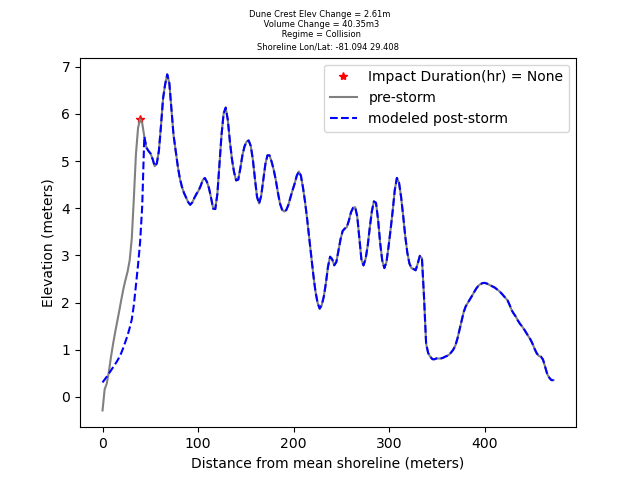 Dune Crest Elev Change = 2.61m
Volume Change = 40.35m3
Regime = Collision
Shoreline Lon/Lat: -81.094 29.408
Impact Duration(hr) = None
pre-storm
modeled post-storm
Elevation (meters)
7
6
5
4
3
2
1
0
0 100 200 300 400
Distance from mean shoreline (meters)